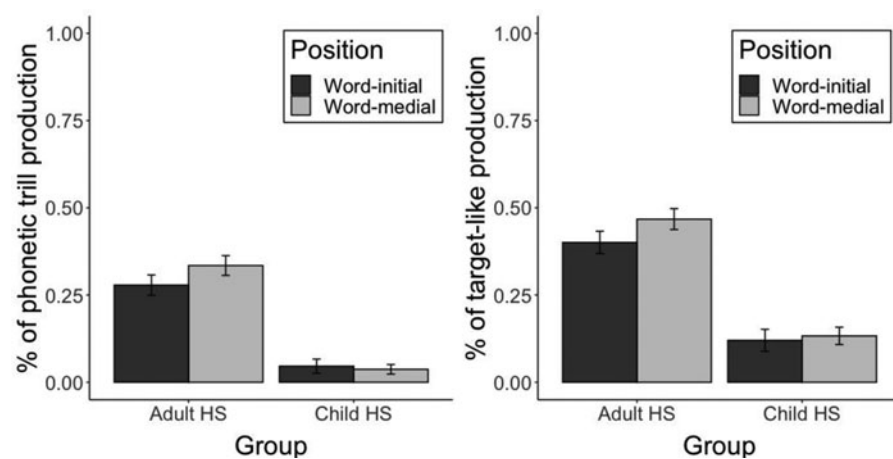 % of phonetic trill production
1.00
0.75
0.50
0.25
0.00
Position
Word-initial
Word-medial
Adult HS
Child HS
Group
% of target-like production
1.00
0.75
0.50
0.25
0.00
Position
Word-initial
Word-medial
Adult HS
Child HS
Group